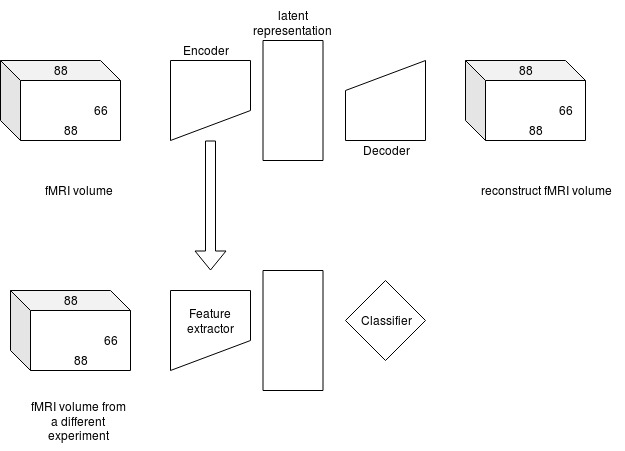 latent
representation
Encoder
88
66
88
88
66
88
Decoder
fMRI volume
reconstruct fMRI volume
88
66
88
Feature
extractor
Classifier
fMRI volume from
a different
experiment